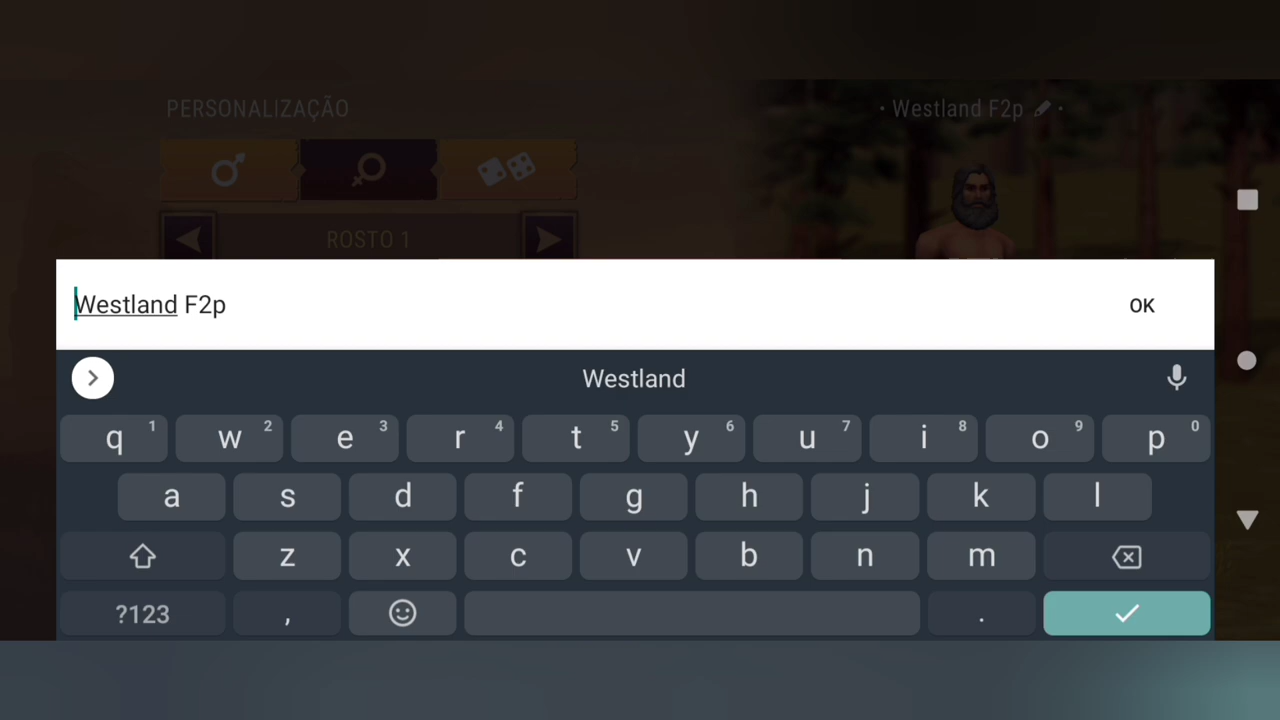 PERSONALIZAÇÃO
• Westland F2p •
ROSTO 1
Westland F2p
OK
Westland
q 1 w 2 e 3 r 4 t 5 y 6 u 7 i 8 o 9 p 0
a s d f g h j k l
z x c v b n m
?123 , .